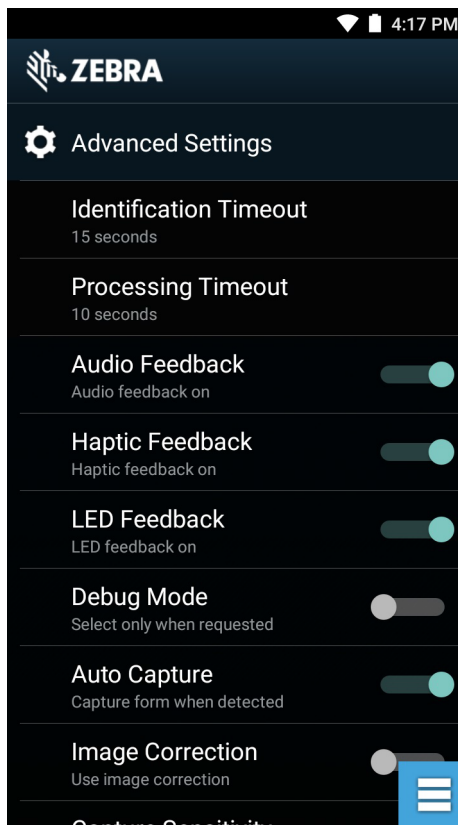 4:17 PM
ZEBRA
Advanced Settings
Identification Timeout
15 seconds
Processing Timeout
10 seconds
Audio Feedback
Audio feedback on
Haptic Feedback
Haptic feedback on
LED Feedback
LED feedback on
Debug Mode
Select only when requested
Auto Capture
Capture form when detected
Image Correction
Use image correction
Capture Sensitivity